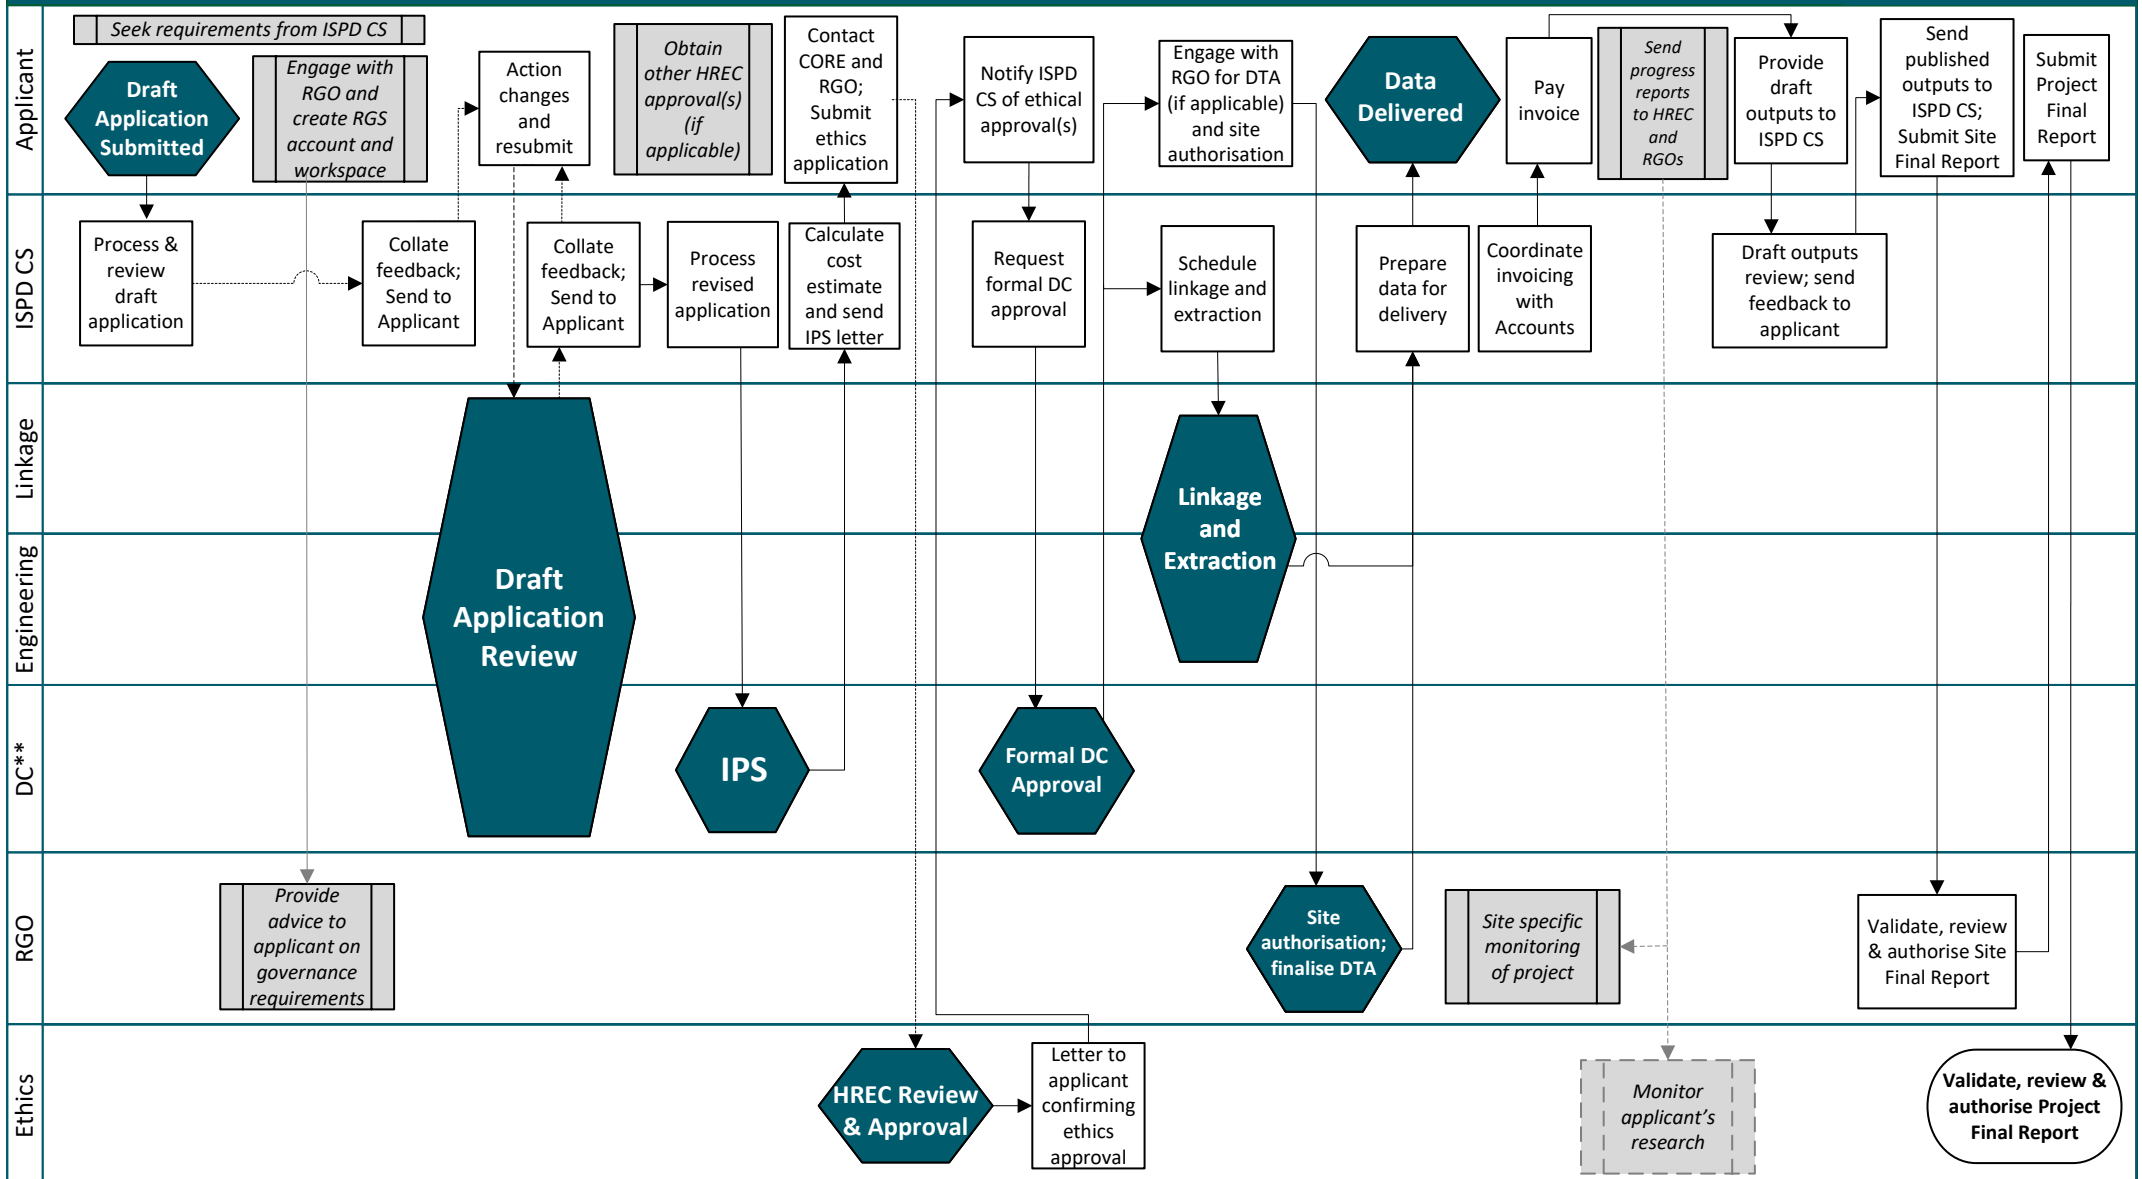 Applicant
Seek requirements from ISPD CS
Draft
Application
Submitted
Engage with
RGO and
create RGS
account and
workspace
Action
changes
and
resubmit
Obtain
other HREC
approval(s)
(if
applicable)
Contact
CORE and
RGO;
Submit
ethics
application
Notify ISPD
CS of ethical
approval(s)
Engage with
RGO for DTA
(if applicable)
and site
authorisation
Data
Delivered
Pay
invoice
Send
progress
reports
to HREC
and
RGOs
Provide
draft
outputs to
ISPD CS
Send
published
outputs to
ISPD CS;
Submit Site
Final Report
Submit
Project
Final
Report
ISPD CS
Process &
review
draft
application
Collate
feedback;
Send to
Applicant
Collate
feedback;
Send to
Applicant
Process
revised
application
Calculate
cost
estimate
and send
IPS letter
Request
formal DC
approval
Schedule
linkage and
extraction
Prepare
data for
delivery
Coordinate
invoicing
with
Accounts
Draft outputs
review; send
feedback to
applicant
Linkage
Engineering
Draft
Application
Review
Linkage
and
Extraction
DC**
IPS
Formal DC
Approval
RGO
Provide
advice to
applicant on
governance
requirements
Site
authorisation;
finalise DTA
Site specific
monitoring
of project
Validate, review
& authorise Site
Final Report
Ethics
HREC Review
& Approval
Letter to
applicant
confirming
ethics
approval
Monitor
applicant's
research
Validate, review &
authorise Project
Final Report